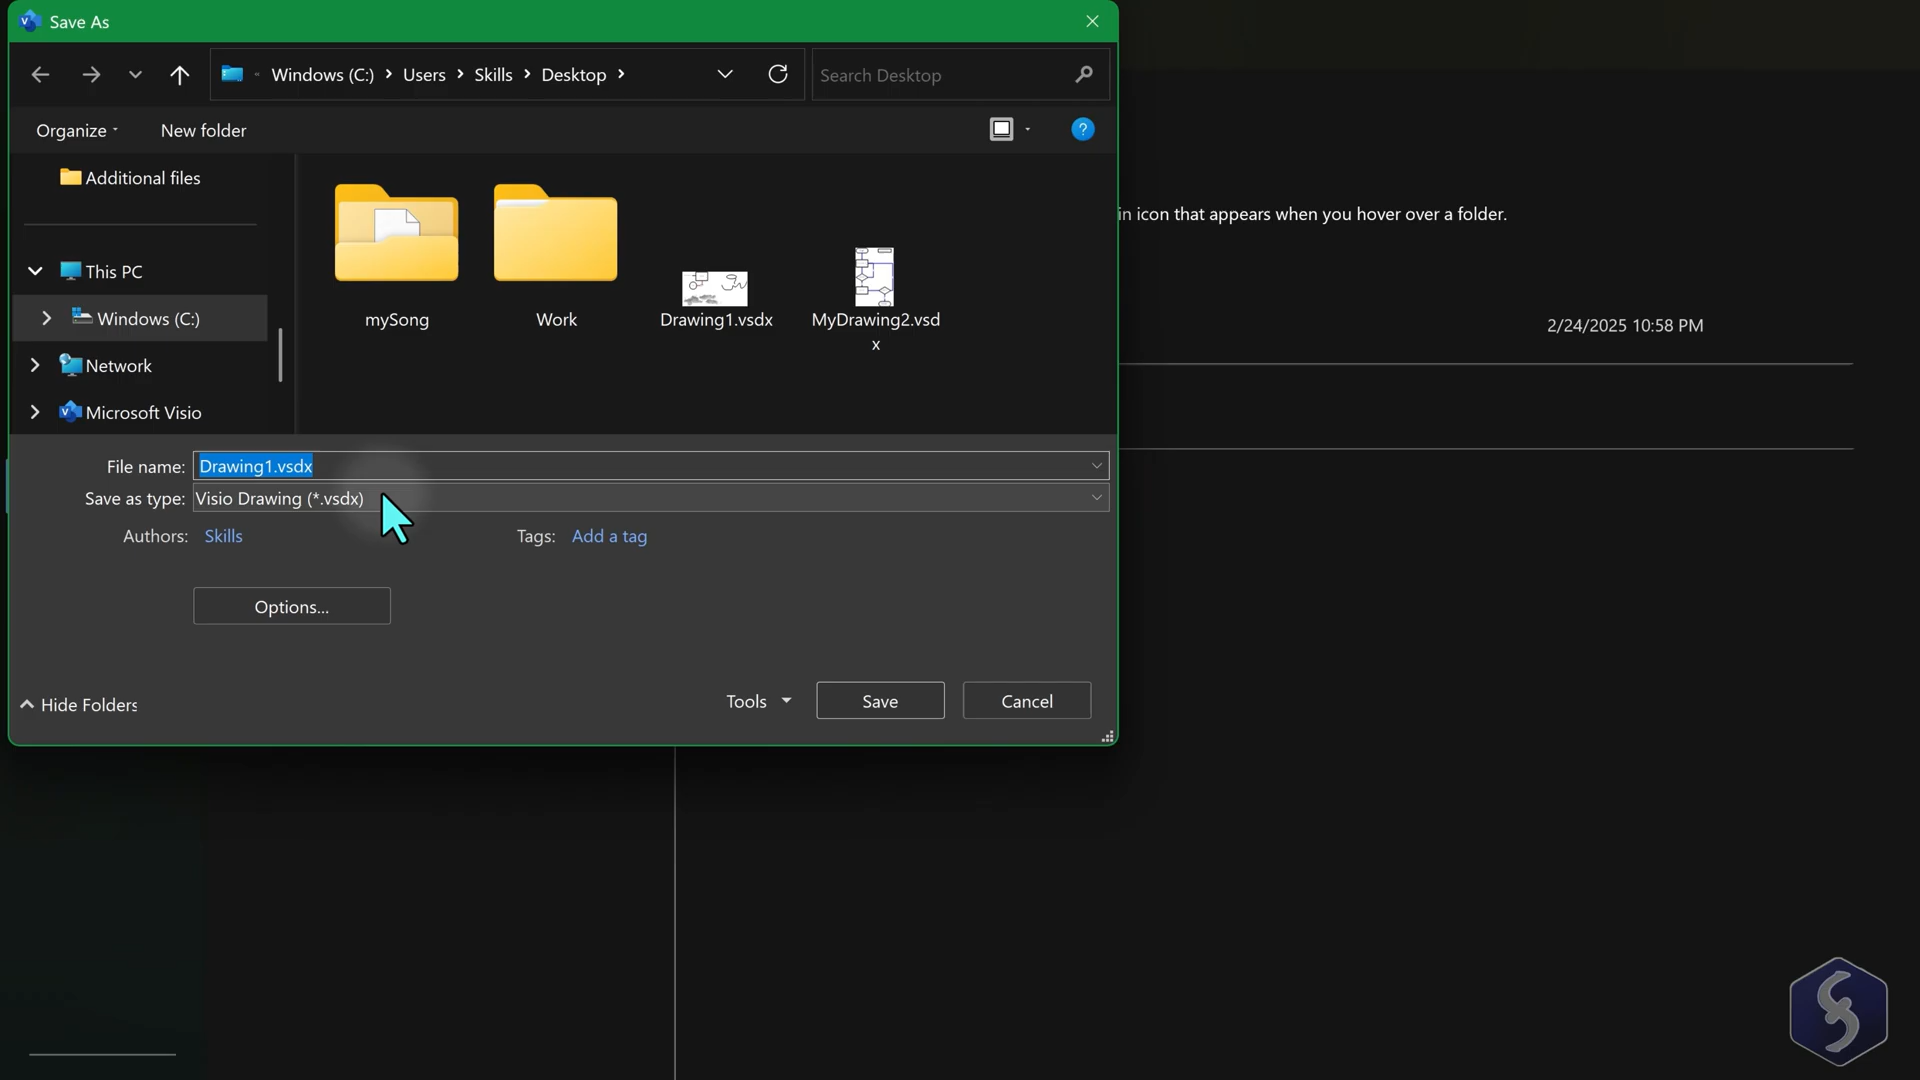 Save As
Windows (C:) › Users › Skills › Desktop ›
Search Desktop
Organize
New folder
?
Additional files
This PC
Windows (C:)
Network
Microsoft Visio
mySong
Work
Drawing1.vsdx
MyDrawing2.vsd
x
in icon that appears when you hover over a folder.
2/24/2025 10:58 PM
File name: Drawing1.vsdx
Save as type: Visio Drawing (*.vsdx)
Authors: Skills
Tags: Add a tag
Options...
Hide Folders
Tools
Save
Cancel